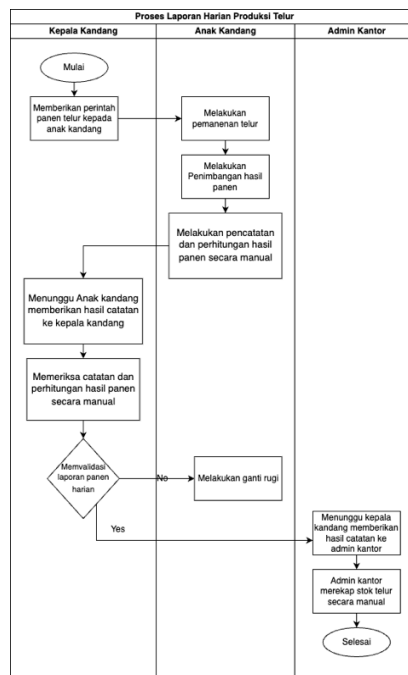 Proses Laporan Harian Produksi Telur
Kepala Kandang
Anak Kandang
Admin Kantor
Mulai
Memberikan perintah
panen telur kepada
anak kandang
Melakukan
pemanenan telur
Melakukan
Penimbangan hasil
panen
Melakukan pencatatan
dan perhitungan hasil
panen secara manual
Menunggu Anak kandang
memberikan hasil catatan
ke kepala kandang
Memeriksa catatan dan
perhitungan hasil panen
secara manual
Memvalidasi
laporan panen
harian
No
Melakukan ganti rugi
Yes
Menunggu kepala
kandang memberikan
hasil catatan ke
admin kantor
Admin kantor
merekap stok telur
secara manual
Selesai